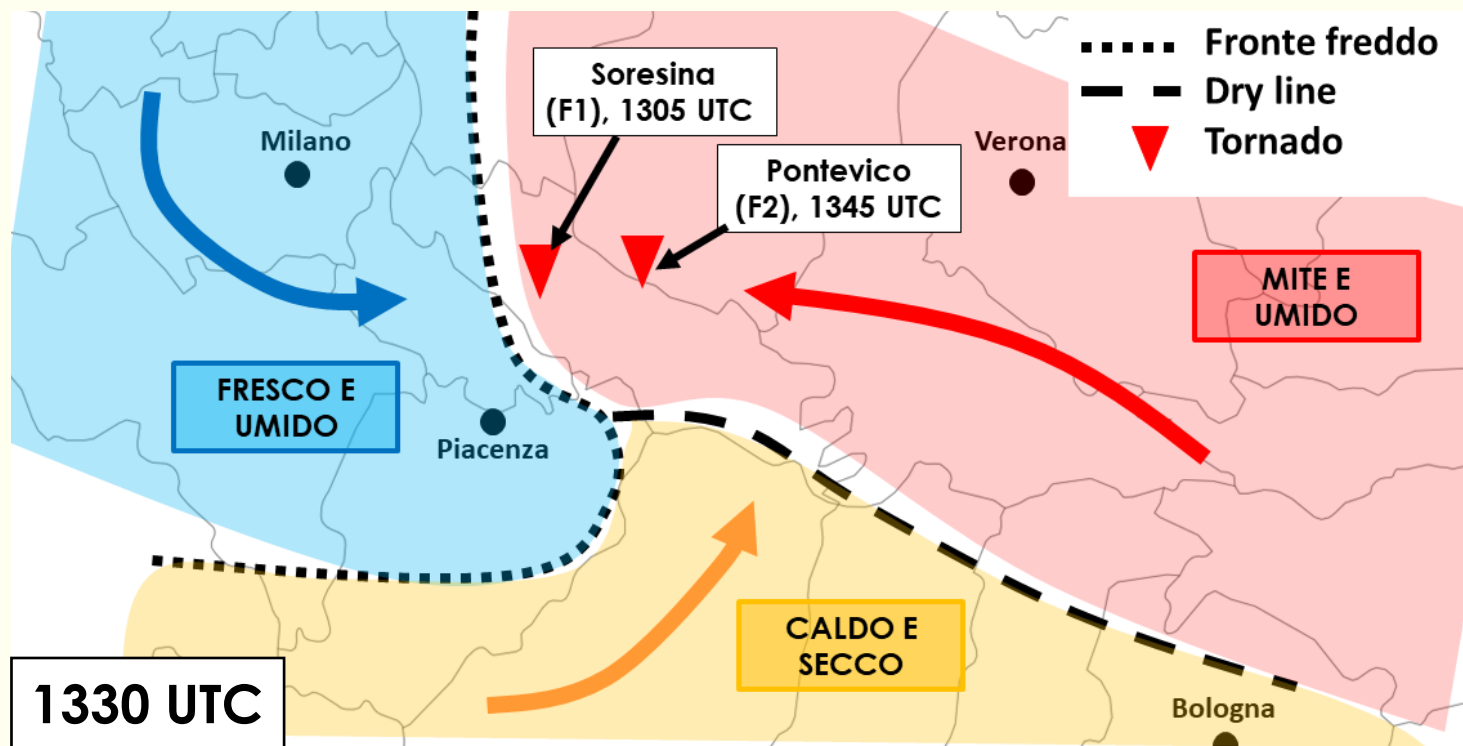 Fronte freddo
Dry line
Tornado
Soresina
(F1), 1305 UTC
Milano
Verona
Pontevico
(F2), 1345 UTC
MITE E
UMIDO
FRESCO E
UMIDO
Piacenza
CALDO E
SECCO
1330 UTC
Bologna